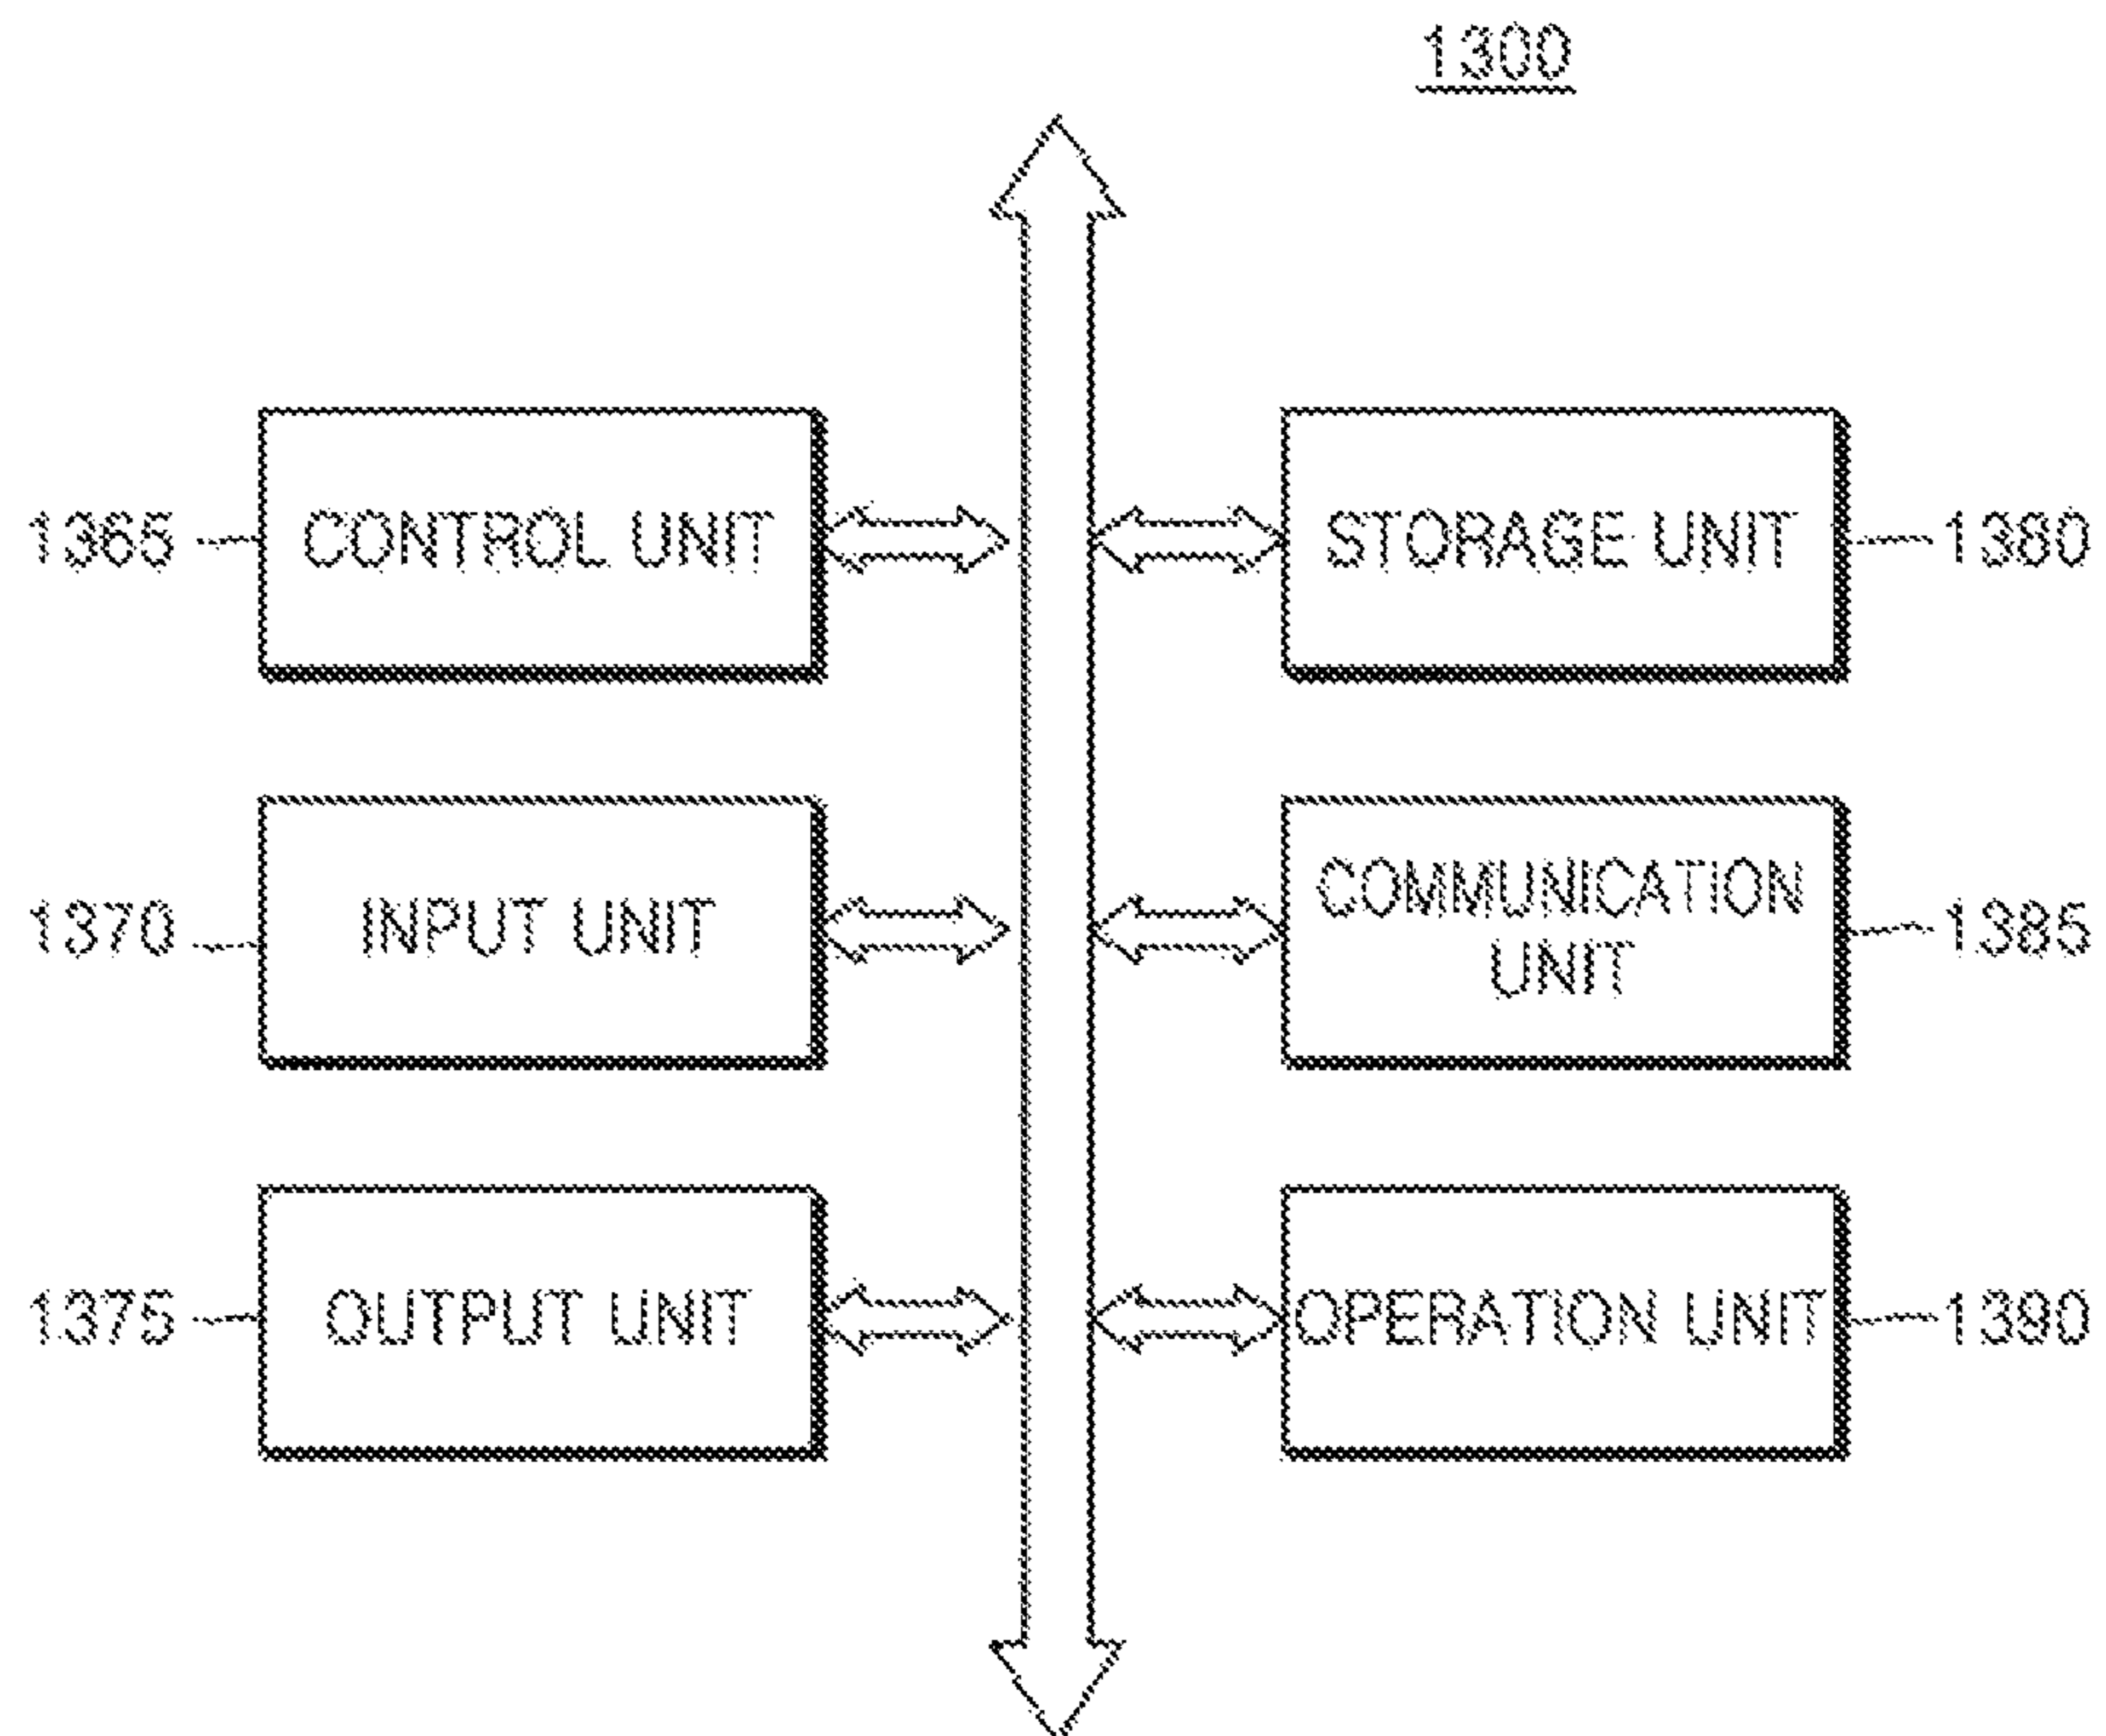 1300
1365 CONTROL UNIT STORAGE UNIT 1380
1370 INPUT UNIT COMMUNICATION UNIT 1385
1375 OUTPUT UNIT OPERATION UNIT 1390